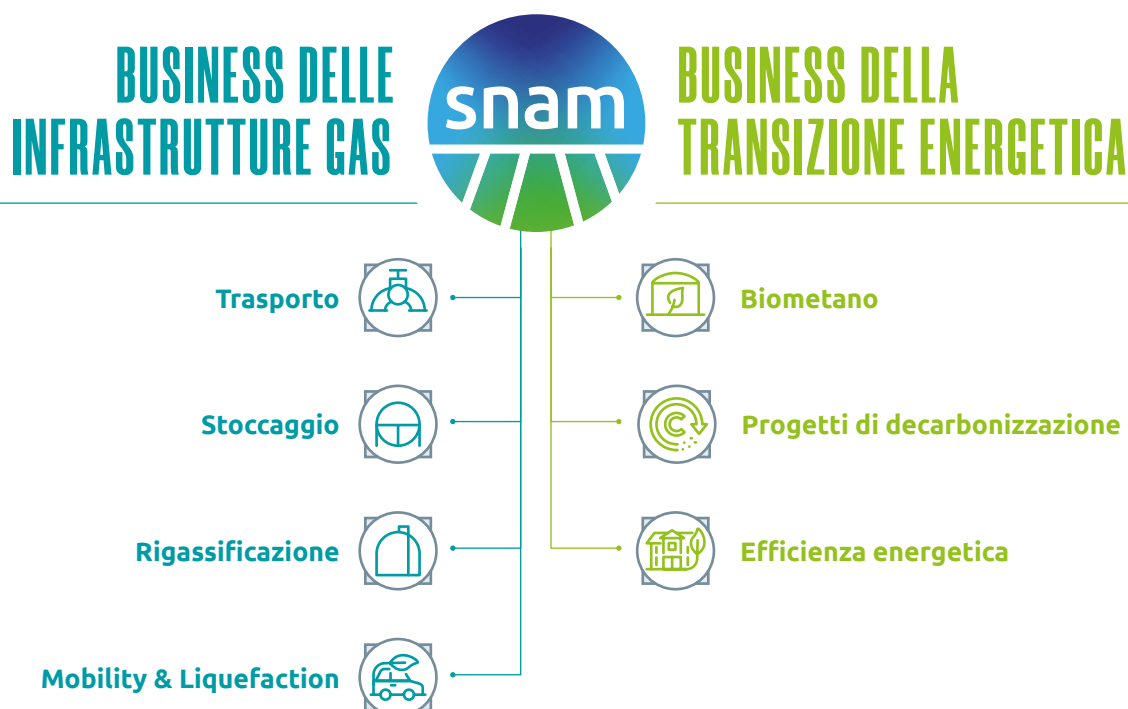 BUSINESS DELLE
INFRASTRUTTURE GAS
snam
BUSINESS DELLA
TRANSIZIONE ENERGETICA
Trasporto
Stoccaggio
Rigassificazione
Mobility & Liquefaction
Biometano
C
Progetti di decarbonizzazione
Efficienza energetica